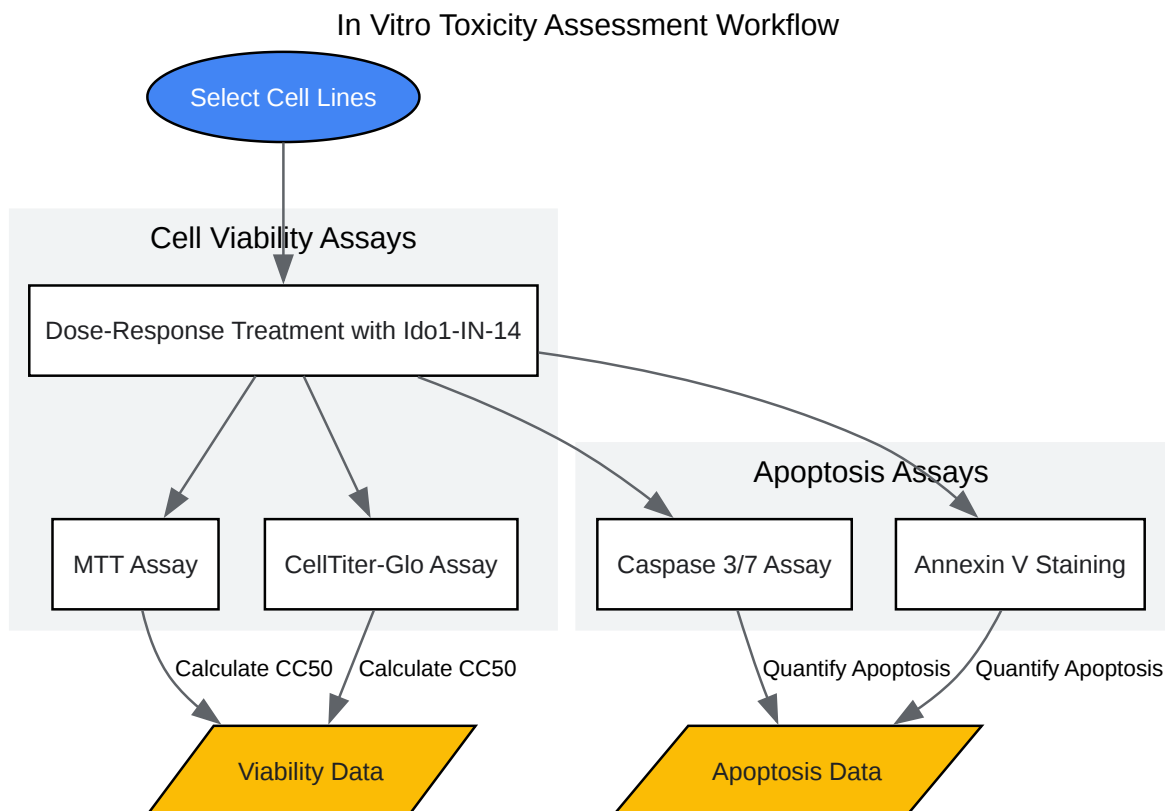 In Vitro Toxicity Assessment Workflow
Select Cell Lines
Cell Viability Assays
Dose-Response Treatment with Ido1-IN-14
Apoptosis Assays
MTT Assay
CellTiter-Glo Assay
Caspase 3/7 Assay
Annexin V Staining
Calculate CC50
Calculate CC50
Quantify Apoptosis
Quantify Apoptosis
Viability Data
Apoptosis Data